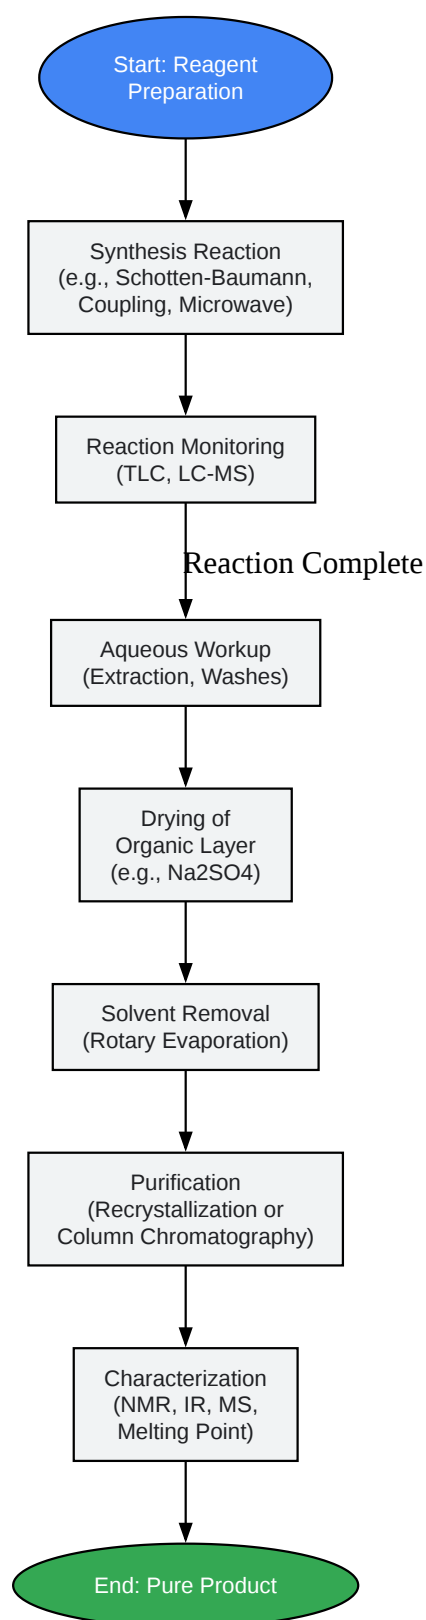 Start: Reagent
Preparation
Synthesis Reaction
(e.g., Schotten-Baumann,
Coupling, Microwave)
Reaction Monitoring
(TLC, LC-MS)
Reaction Complete
Aqueous Workup
(Extraction, Washes)
Drying of
Organic Layer
(e.g., Na2SO4)
Solvent Removal
(Rotary Evaporation)
Purification
(Recrystallization or
Column Chromatography)
Characterization
(NMR, IR, MS,
Melting Point)
End: Pure Product